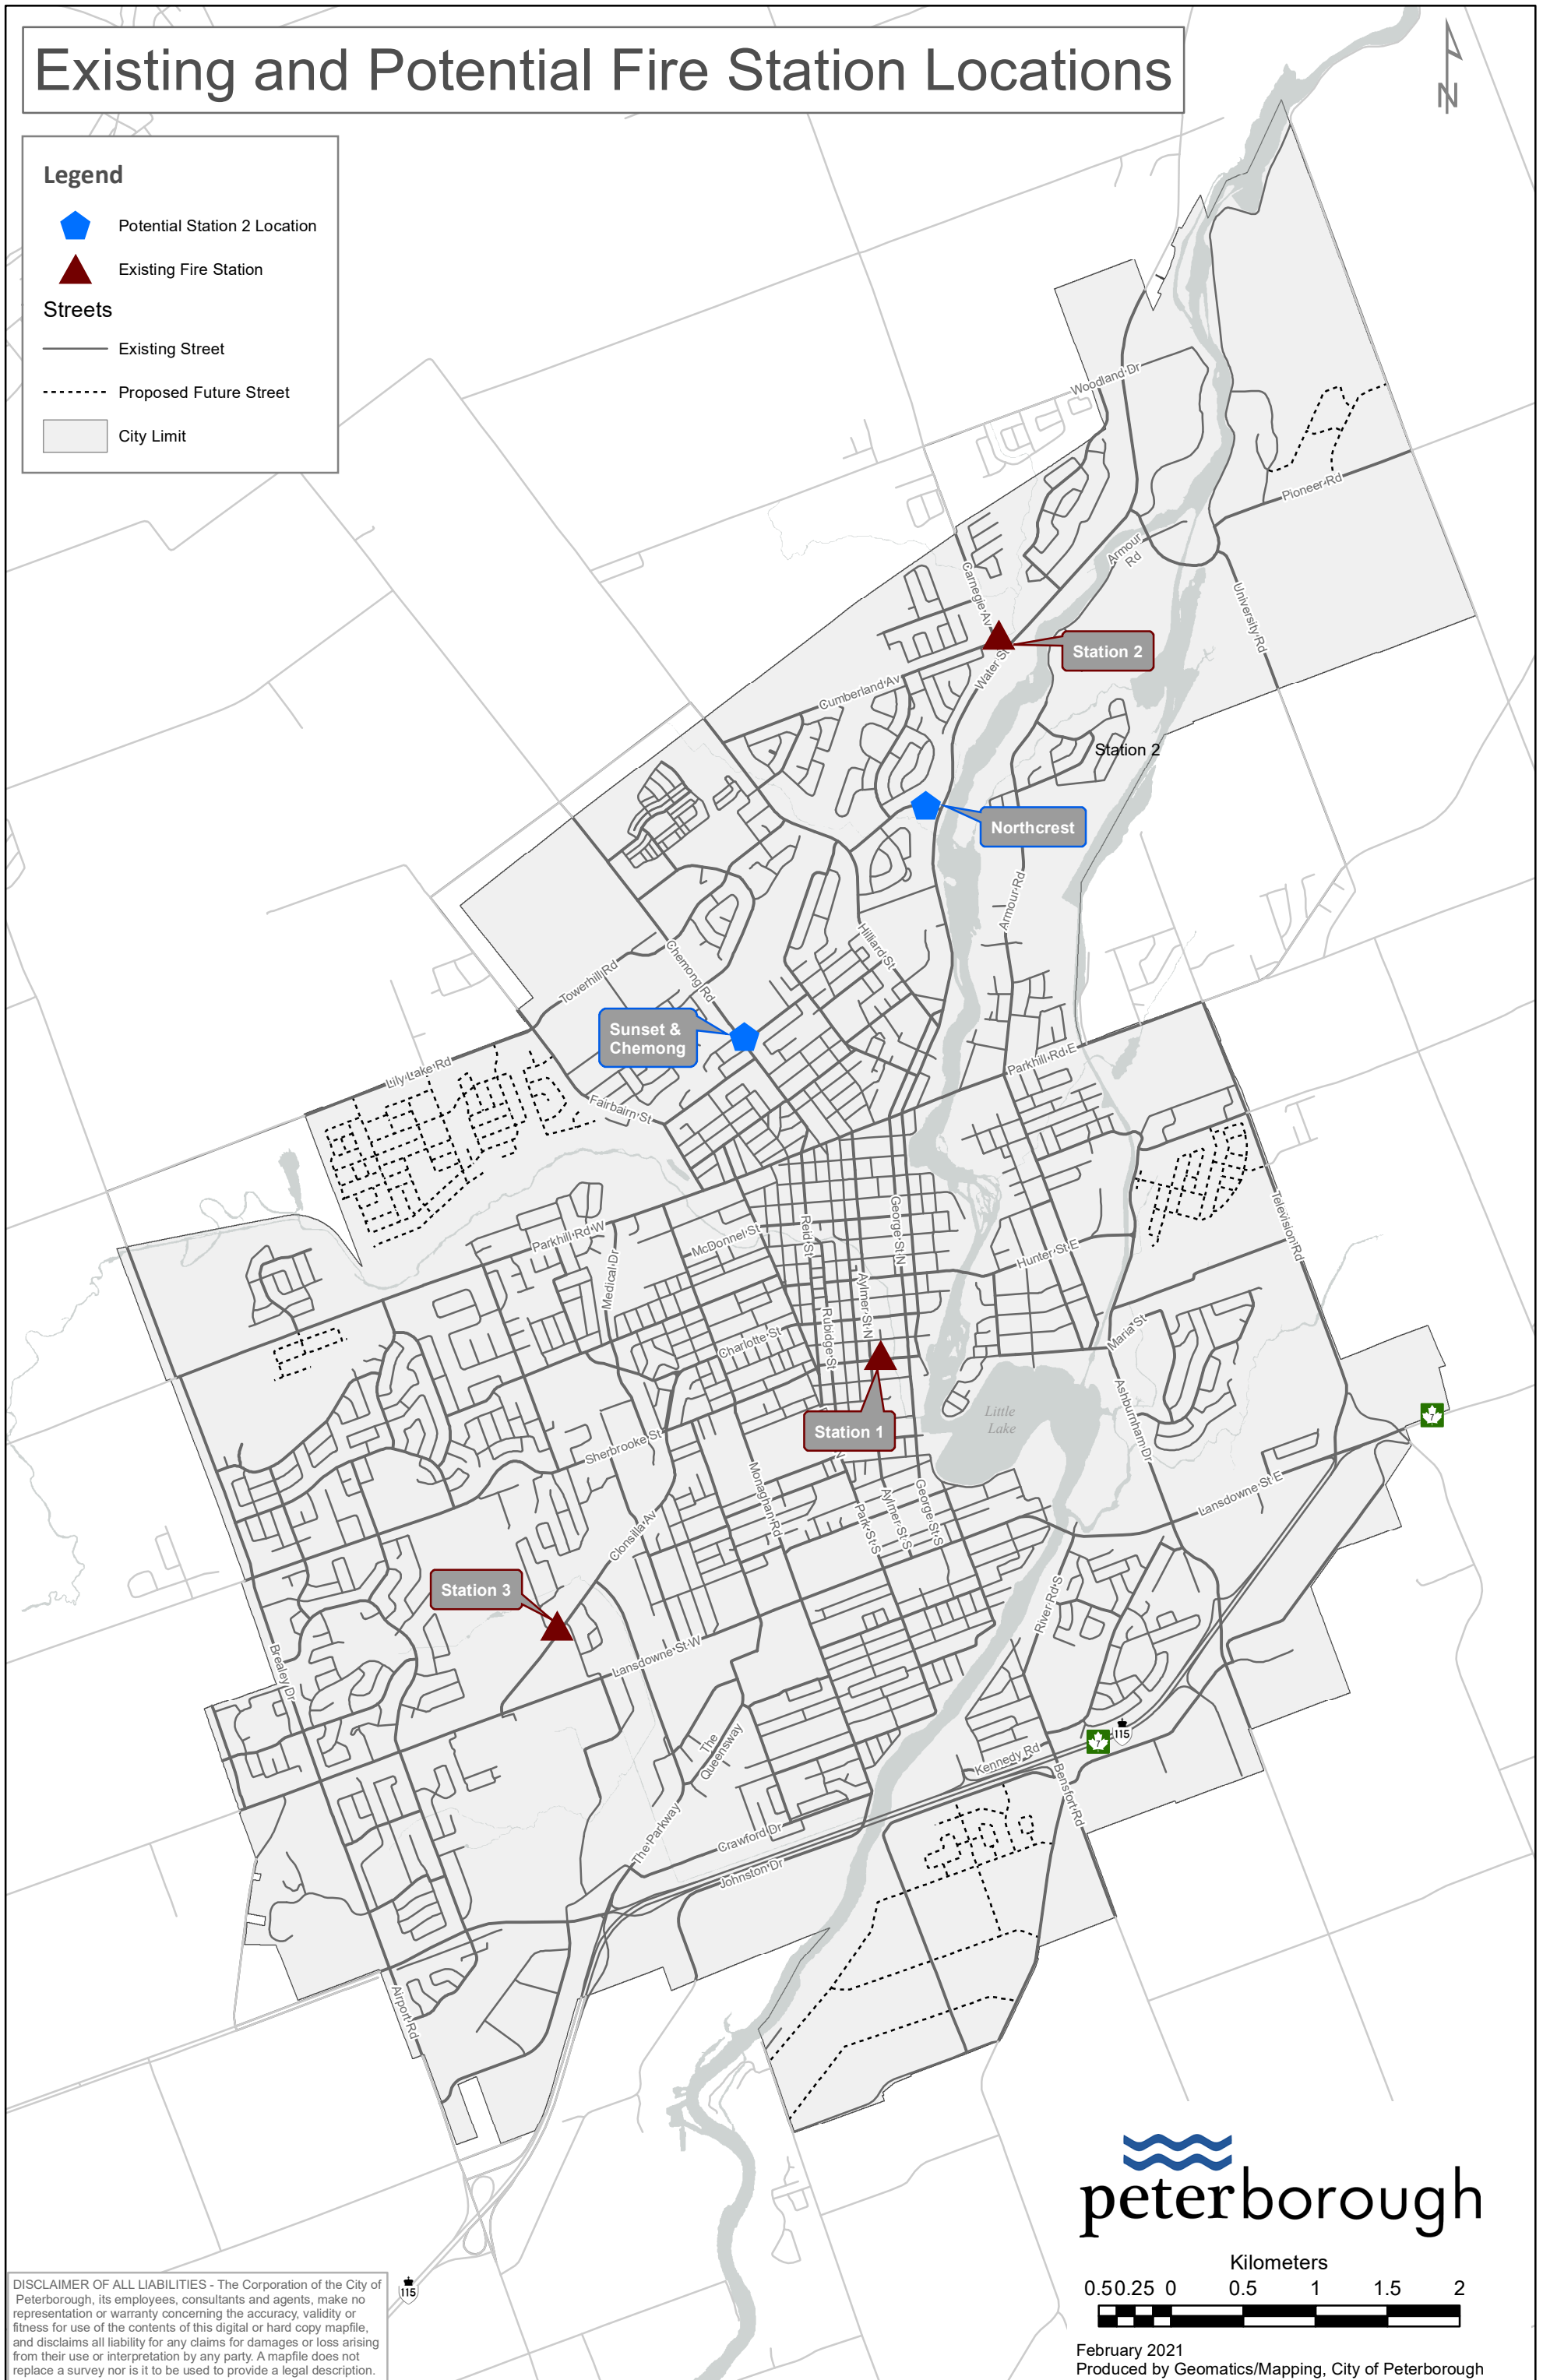 Existing and Potential Fire Station Locations
N
Legend
Potential Station 2 Location
Existing Fire Station
Streets
Existing Street
Proposed Future Street
City Limit
Woodland Dr
Pioneer Rd
Armour
Rd
Carnegie Av
University Rd
Station 2
Water St
Cumberland Av
Station 2
Northcrest
Armour Rd
Hilliard St
Chemong Rd
Towerhill Rd
Sunset &
Chemong
Parkhill Rd E
Lily Lake Rd
Fairbairn St
Television Rd
Parkhill Rd W
McDonnel St
Reid St
George St N
Hunter St E
Medical Dr
Aylmer St N
Rubidge St
Charlotte St
Maria St
Little
Lake
Ashburnham Dr
7
Station 1
N
Sherbrooke St
Monaghan Rd
Park St S
Aylmer St S
George St S
Lansdowne St E
Clonsilla Av
Station 3
River Rd S
Lansdowne St W
Brealey Dr
The
Queensway
7
115
Kennedy Rd
Bensfort Rd
The Parkway
Crawford Dr
Johnston Dr
Airport Rd
115
peterborough
Kilometers
0.5 0.25 0 0.5 1 1.5 2
February 2021
Produced by Geomatics/Mapping, City of Peterborough
DISCLAIMER OF ALL LIABILITIES - The Corporation of the City of
Peterborough, its employees, consultants and agents, make no
representation or warranty concerning the accuracy, validity or
fitness for use of the contents of this digital or hard copy mapfile,
and disclaims all liability for any claims for damages or loss arising
from their use or interpretation by any party. A mapfile does not
replace a survey nor is it to be used to provide a legal description.